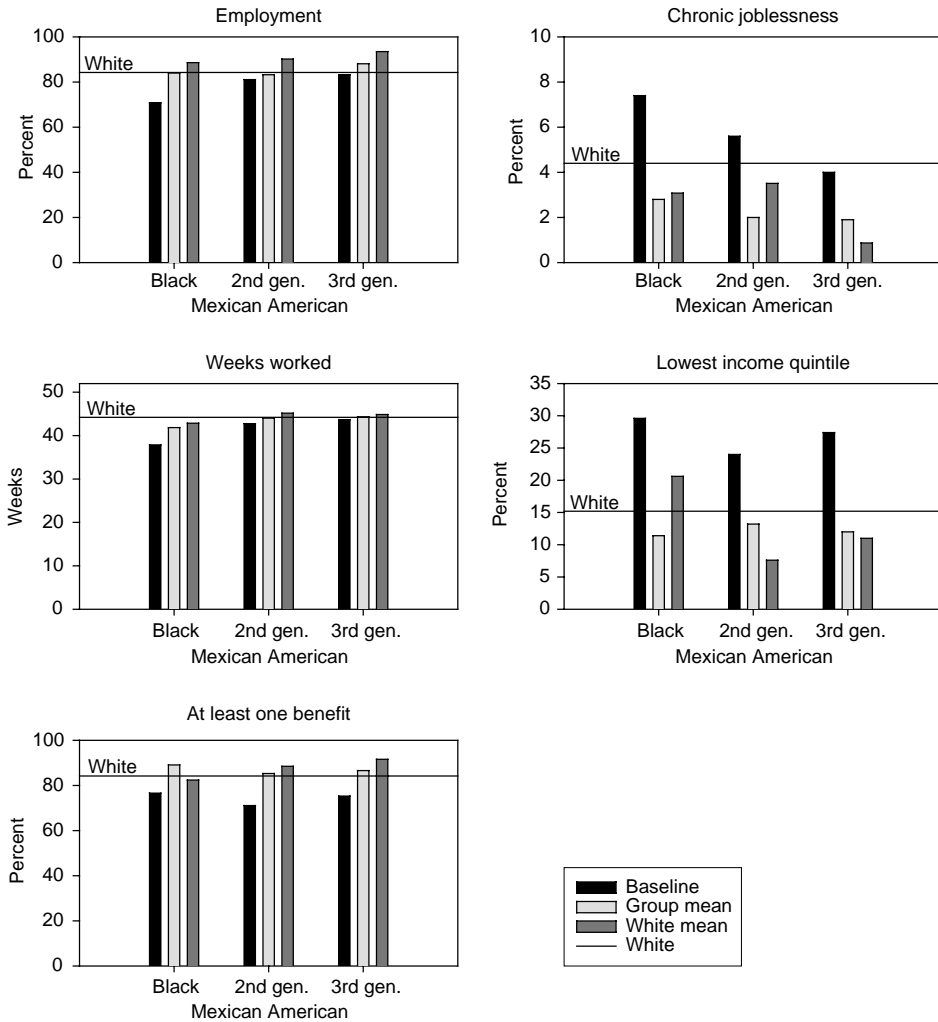 Employment
100
80
60
40
20
0
Percent
White
Black
2nd gen.
3rd gen.
Mexican American
Chronic joblessness
10
8
6
4
2
0
Percent
White
Black
2nd gen.
3rd gen.
Mexican American
Weeks worked
50
40
30
20
10
0
Weeks
White
Black
2nd gen.
3rd gen.
Mexican American
Lowest income quintile
35
30
25
20
15
10
5
0
Percent
White
Black
2nd gen.
3rd gen.
Mexican American
At least one benefit
100
80
60
40
20
0
Percent
White
Black
2nd gen.
3rd gen.
Mexican American
Baseline
Group mean
White mean
White